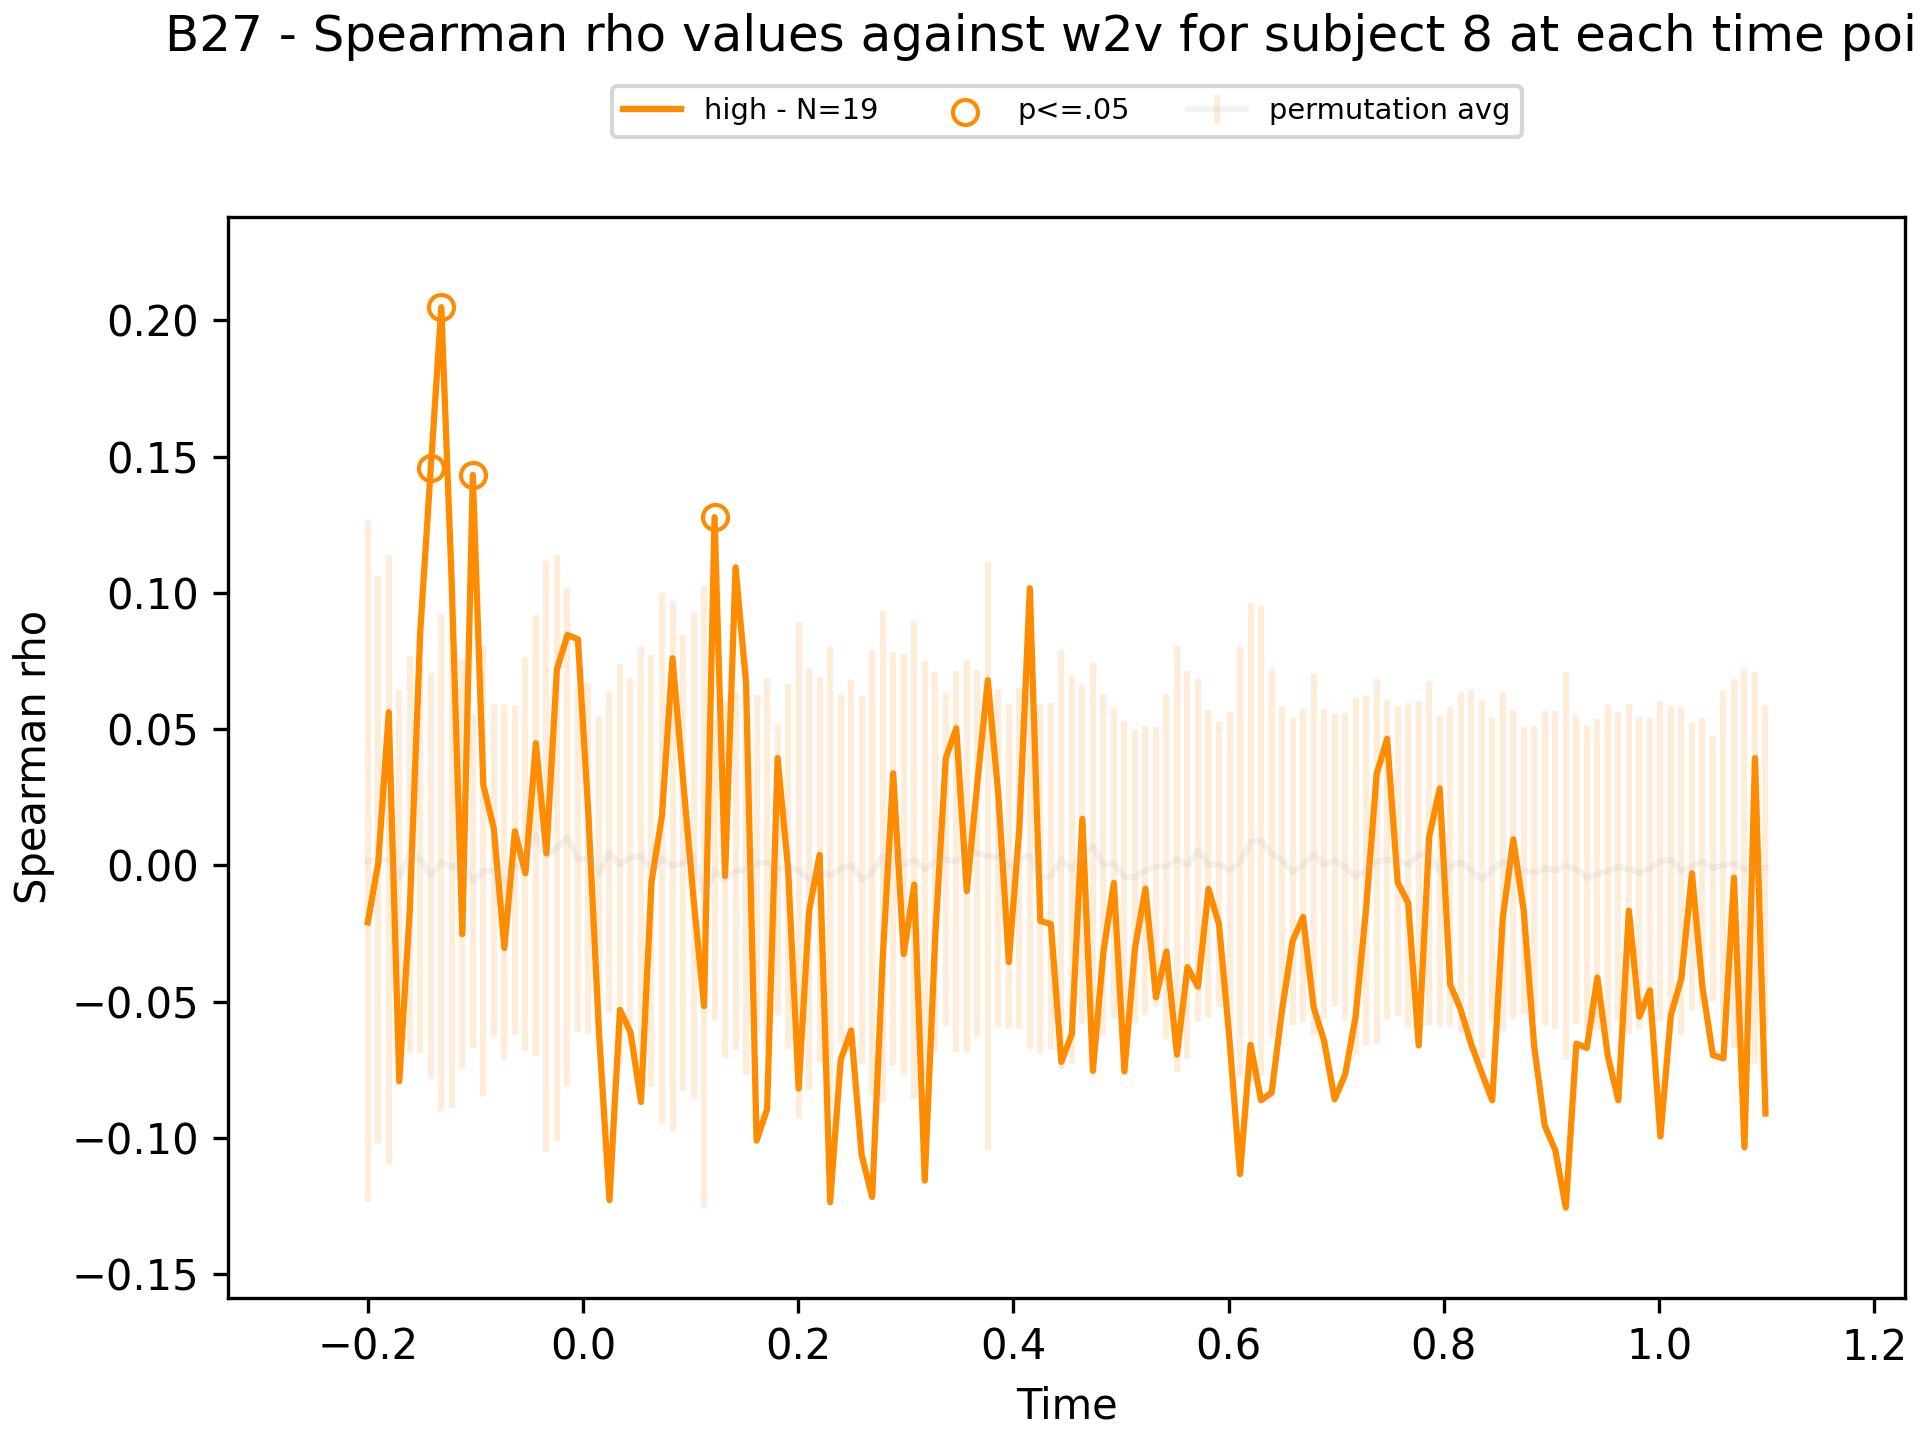 B27 - Spearman rho values against w2v for subject 8 at each time poi
high - N=19 p<=.05 permutation avg
Spearman rho
0.20
0.15
0.10
0.05
0.00
−0.05
−0.10
−0.15
−0.2 0.0 0.2 0.4 0.6 0.8 1.0 1.2
Time